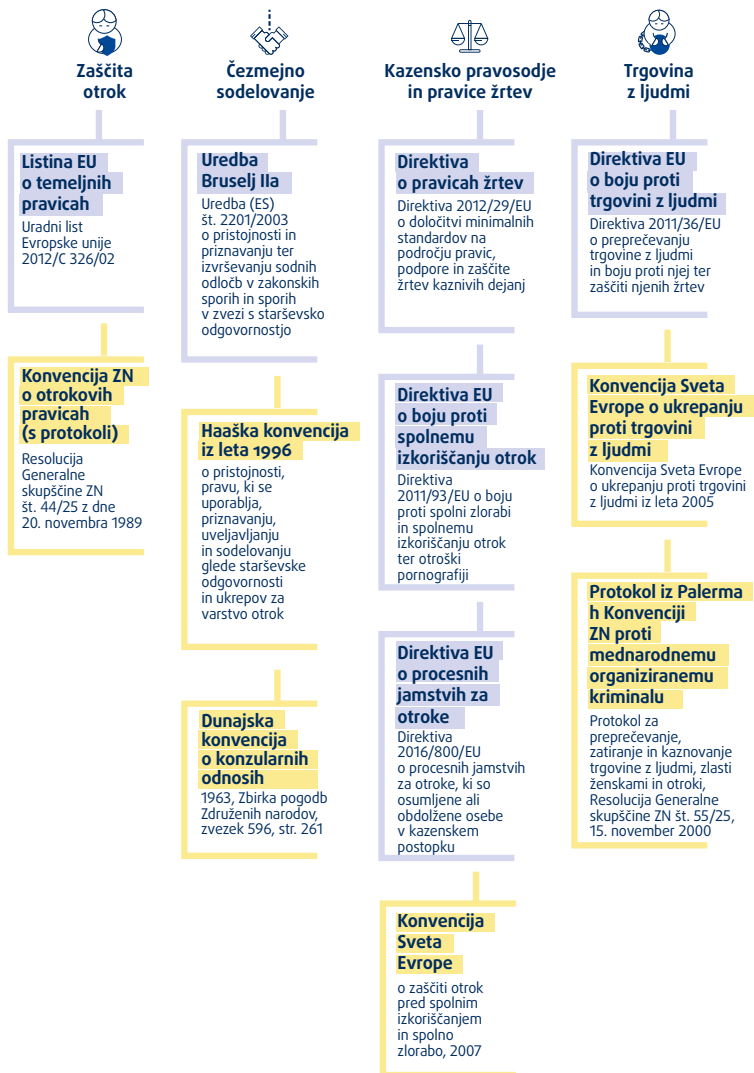 Zaščita
otrok
Listina EU
o temeljnih
pravicah
Uradni list
Evropske unije
2012/C 326/02
Konvencija ZN
o otrokovih
pravicah
(s protokoli)
Resolucija
Generalne
skupščine ZN
št. 44/25 z dne
20. novembra 1989
Čezmejno
sodelovanje
Uredba
Bruselj IIa
Uredba (ES)
št. 2201/2003
o pristojnosti in
priznavanju ter
izvrševanju sodnih
odločb v zakonskih
sporih in sporih
v zvezi s starševsko
odgovornostjo
Haaška konvencija
iz leta 1996
o pristojnosti,
pravu, ki se
uporablja,
priznavanju,
uveljavljanju
in sodelovanju
glede starševske
odgovornosti
in ukrepov za
varstvo otrok
Dunajska
konvencija
o konzularnih
odnosih
1963, Zbirka pogodb
Združenih narodov,
zvezek 596, str. 261
Kazensko pravosodje
in pravice žrtev
Direktiva
o pravicah žrtev
Direktiva 2012/29/EU
o določitvi minimalnih
standardov na
področju pravic,
podpore in zaščite
žrtev kaznivih dejanj
Direktiva EU
o boju proti
spolnemu
izkoriščanju otrok
Direktiva
2011/93/EU o boju
proti spolni zlorabi
in spolnemu
izkoriščanju otrok
ter otroški
pornografiji
Direktiva EU
o procesnih
jamstvih za
otroke
Direktiva
2016/800/EU
o procesnih jamstvih
za otroke, ki so
osumljene ali
obdolžene osebe
v kazenskem
postopku
Konvencija
Sveta
Evrope
o zaščiti otrok
pred spolnim
izkoriščanjem
in spolno
zlorabo, 2007
Trgovina
z ljudmi
Direktiva EU
o boju proti
trgovini z ljudmi
Direktiva 2011/36/EU
o preprečevanju
trgovine z ljudmi
in boju proti njej ter
zaščiti njenih žrtev
Konvencija Sveta
Evrope o ukrepanju
proti trgovini
z ljudmi
Konvencija Sveta Evrope
o ukrepanju proti trgovini
z ljudmi iz leta 2005
Protokol iz Palerma
h Konvenciji
ZN proti
mednarodnemu
organiziranemu
kriminalu
Protokol za
preprečevanje,
zatiranje in kaznovanje
trgovine z ljudmi, zlasti
ženskami in otroki,
Resolucija Generalne
skupščine ZN št. 55/25,
15. november 2000